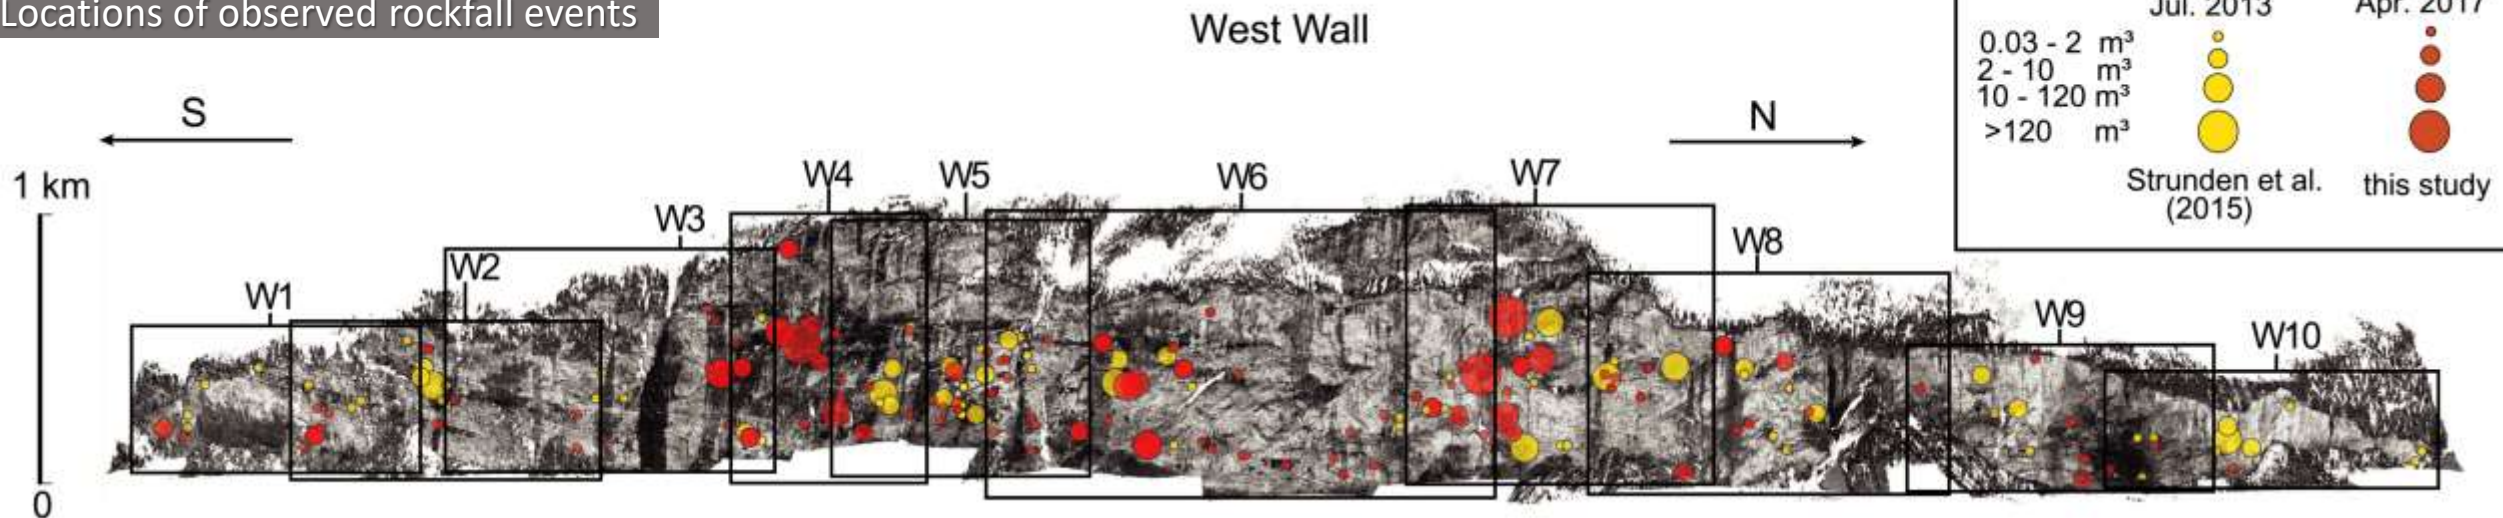 Locations of observed rockfall events
West Wall
Jul. 2013 Apr. 2017
0.03 - 2 m³
2 - 10 m³
10 - 120 m³
>120 m³
Strunden et al.
(2015)
this study
S
N
1 km
0
W1
W2
W3
W4
W5
W6
W7
W8
W9
W10